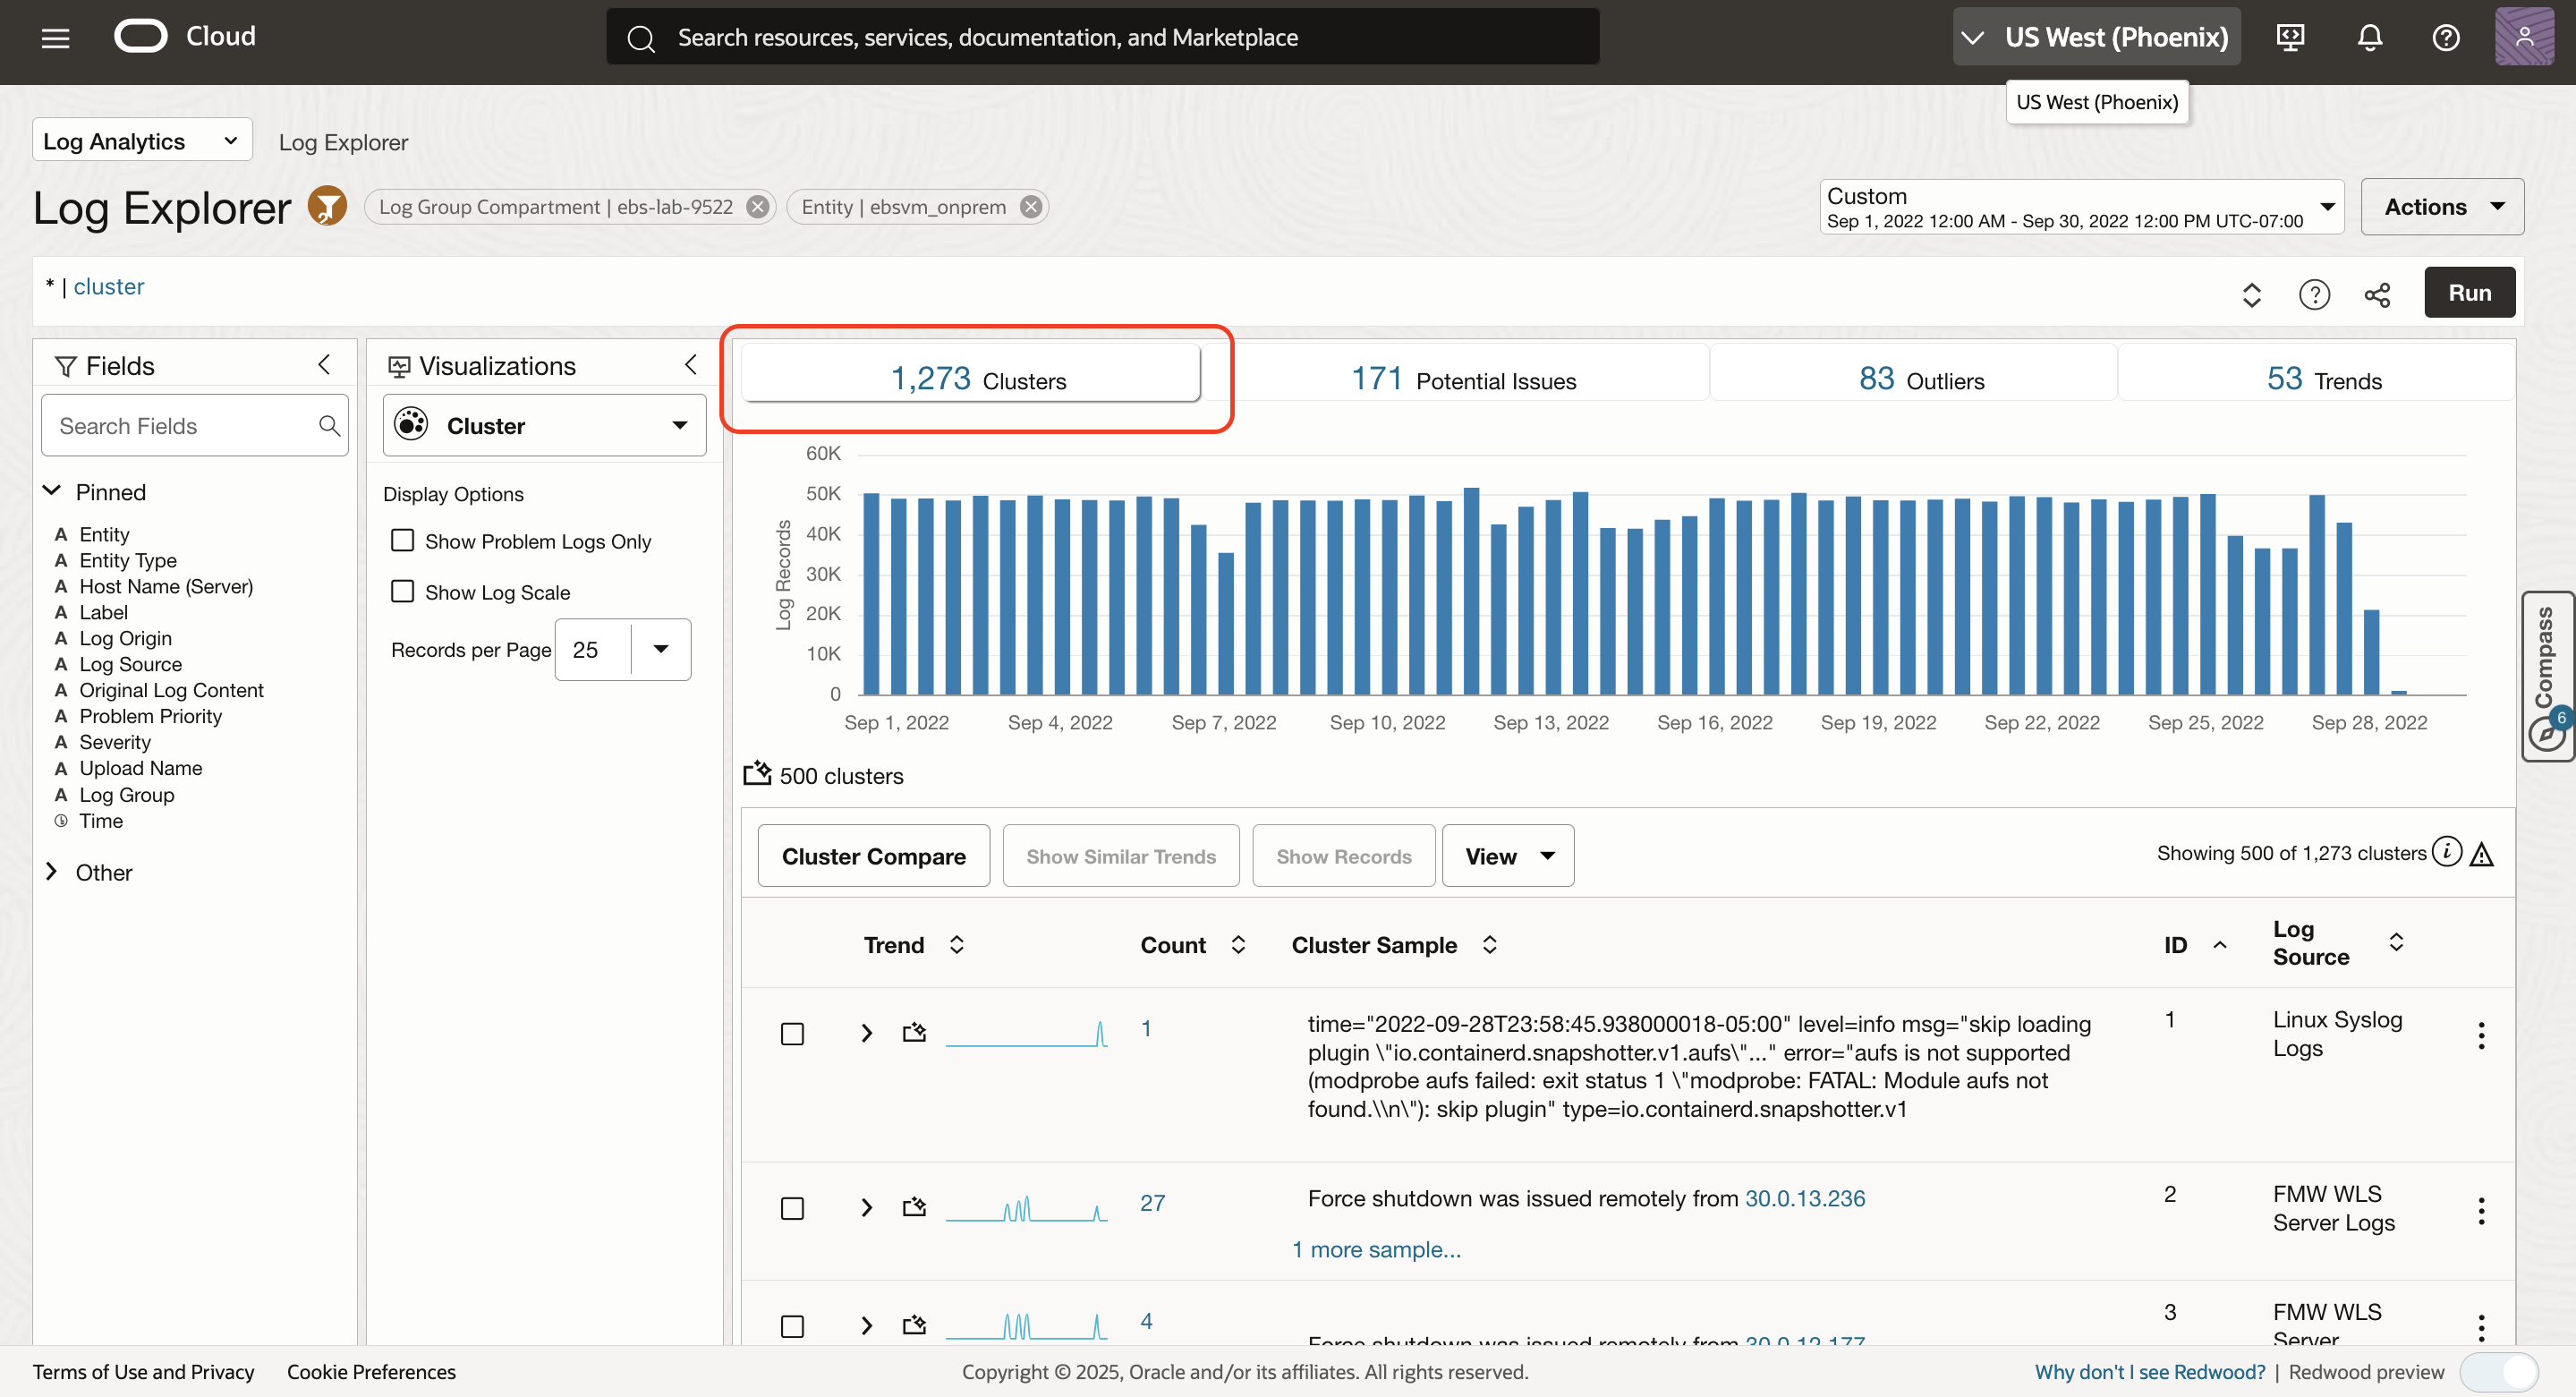 Cloud
Search resources, services, documentation, and Marketplace
US West (Phoenix)
US West (Phoenix)
Log Analytics
Log Explorer
Log Explorer
2
Log Group Compartment | ebs-lab-9522
Entity | ebsvm_onprem
Custom
Sep 1, 2022 12:00 AM - Sep 30, 2022 12:00 PM UTC-07:00
Actions
* | cluster
Run
Fields
Search Fields
Pinned
A Entity
A Entity Type
A Host Name (Server)
A Label
A Log Origin
A Log Source
A Original Log Content
A Problem Priority
A Severity
A Upload Name
A Log Group
Time
Other
Visualizations
Cluster
Display Options
Show Problem Logs Only
Show Log Scale
Records per Page 25
1,273 Clusters
171 Potential Issues
83 Outliers
53 Trends
Log Records
60K
50K
40K
30K
20K
10K
0
Sep 1, 2022
Sep 4, 2022
Sep 7, 2022
Sep 10, 2022
Sep 13, 2022
Sep 16, 2022
Sep 19, 2022
Sep 22, 2022
Sep 25, 2022
Sep 28, 2022
Compass
6
500 clusters
Cluster Compare
Show Similar Trends
Show Records
View
Showing 500 of 1,273 clusters
Trend
Count
Cluster Sample
ID
Log
Source
1
time="2022-09-28T23:58:45.938000018-05:00" level=info msg="skip loading
plugin \"io.containerd.snapshotter.v1.aufs\"..." error="aufs is not supported
(modprobe aufs failed: exit status 1 \"modprobe: FATAL: Module aufs not
found.\\n\"): skip plugin" type=io.containerd.snapshotter.v1
1
Linux Syslog
Logs
27
Force shutdown was issued remotely from 30.0.13.236
1 more sample...
2
FMW WLS
Server Logs
4
Force shutdown was issued remotely from 30.0.12.177
3
FMW WLS
Server
Terms of Use and Privacy
Cookie Preferences
Copyright © 2025, Oracle and/or its affiliates. All rights reserved.
Why don't I see Redwood? | Redwood preview